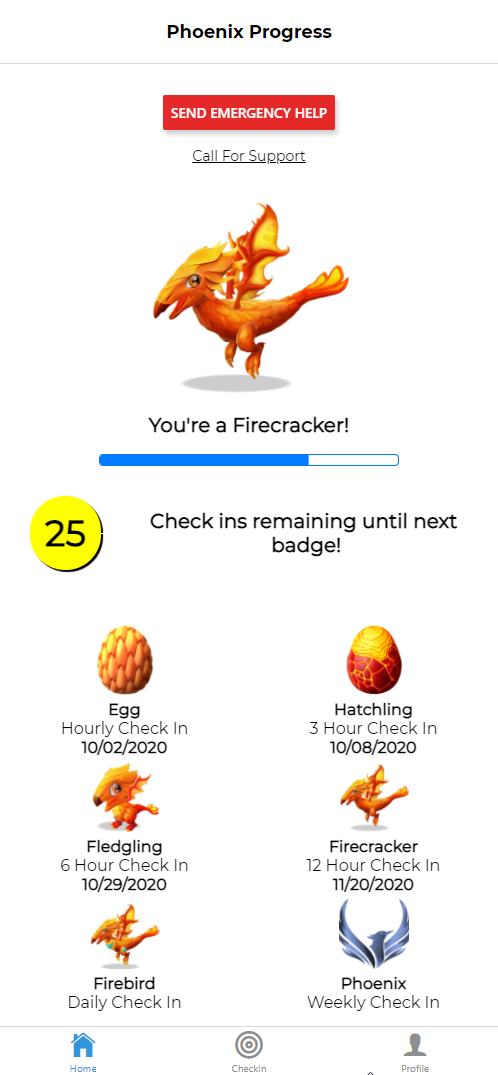 Phoenix Progress
SEND EMERGENCY HELP
Call For Support
You're a Firecracker!
25
Check ins remaining until next
badge!
Egg
Hourly Check In
10/02/2020
Hatchling
3 Hour Check In
10/08/2020
Fledgling
6 Hour Check In
10/29/2020
Firecracker
12 Hour Check In
11/20/2020
Firebird
Daily Check In
Phoenix
Weekly Check In
Home
CheckIn
Profile